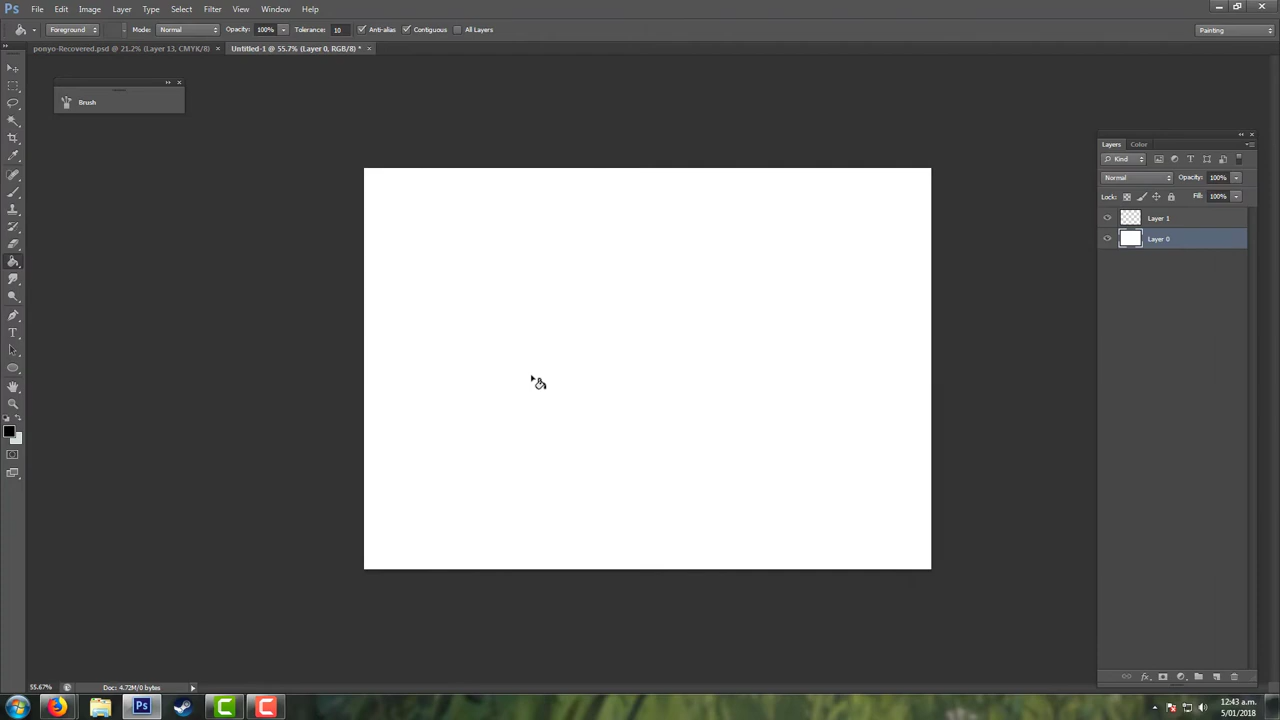 Ps File Edit Image Layer Type Select Filter View Window Help
Foreground Mode: Normal Opacity: 100% Tolerance: 10 Anti-alias Contiguous All Layers Painting
ponyo-Recovered.psd @ 21.2% (Layer 13, CMYK/8) × Untitled-1 @ 55.7% (Layer 0, RGB/8) * ×
Brush
Layers Color
Kind
Normal Opacity: 100%
Lock: Fill: 100%
Layer 1
Layer 0
55.67% Doc: 4.72M/0 bytes
12:43 a.m.
5/01/2018